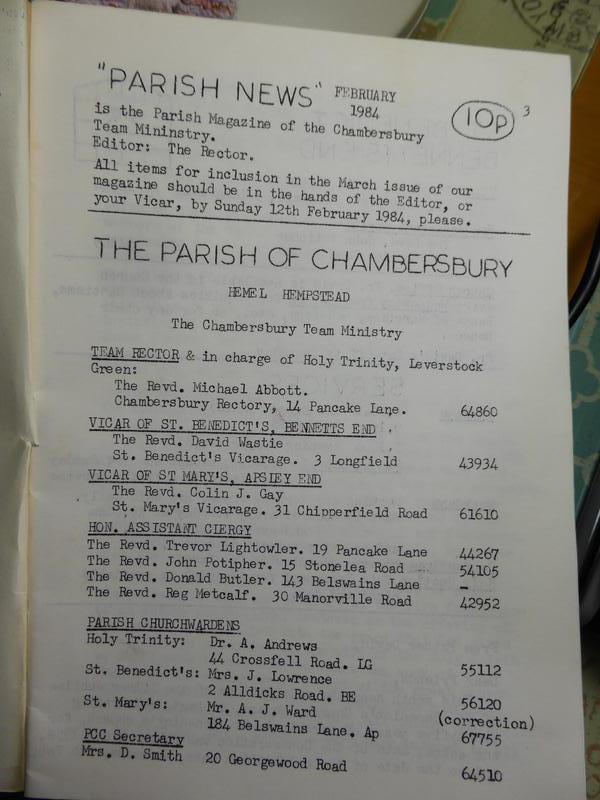 "PARISH NEWS" FEBRUARY 1984 10p 3
is the Parish Magazine of the Chambersbury
Team Mininstry.
Editor: The Rector.
All items for inclusion in the March issue of our
magazine should be in the hands of the Editor, or
your Vicar, by Sunday 12th February 1984, please.
THE PARISH OF CHAMBERSBURY
HEMEL HEMPSTEAD
The Chambersbury Team Ministry
TEAM RECTOR & in charge of Holy Trinity, Leverstock
Green:
The Revd. Michael Abbott.
Chambersbury Rectory, 14 Pancake Lane. 64860
VICAR OF ST. BENEDICT'S, BENNETTS END
The Revd. David Wastie
St. Benedict's Vicarage. 3 Longfield 43934
VICAR OF ST MARY'S, APSLEY END
The Revd. Colin J. Gay
St. Mary's Vicarage. 31 Chipperfield Road 61610
HON. ASSISTANT CLERGY
The Revd. Trevor Lightowler. 19 Pancake Lane 44267
The Revd. John Potipher. 15 Stonelea Road 54105
The Revd. Donald Butler. 143 Belswains Lane -
The Revd. Reg Metcalf. 30 Manorville Road 42952
PARISH CHURCHWARDENS
Holy Trinity: Dr. A. Andrews
44 Crossfell Road. LG 55112
St. Benedict's: Mrs. J. Lowrence
2 Alldicks Road. BE 56120
St. Mary's: Mr. A. J. Ward (correction)
184 Belswains Lane. Ap 67755
PCC Secretary
Mrs. D. Smith 20 Georgewood Road 64510